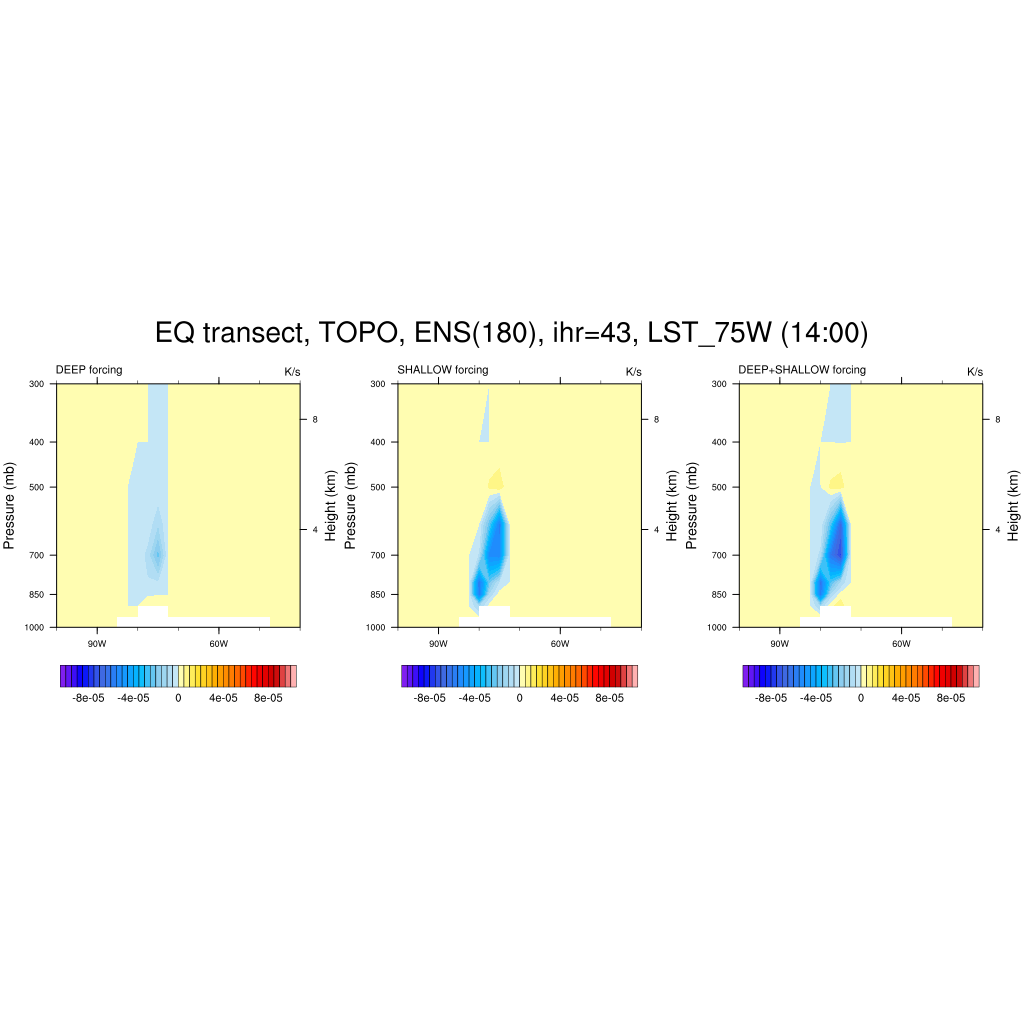 EQ transect, TOPO, ENS(180), ihr=43, LST_75W (14:00)
DEEP forcing
K/s
300
400
500
700
850
1000
Pressure (mb)
8
4
Height (km)
90W
60W
-8e-05 -4e-05 0 4e-05 8e-05
SHALLOW forcing
K/s
300
400
500
700
850
1000
Pressure (mb)
8
4
Height (km)
90W
60W
-8e-05 -4e-05 0 4e-05 8e-05
DEEP+SHALLOW forcing
K/s
300
400
500
700
850
1000
Pressure (mb)
8
4
Height (km)
90W
60W
-8e-05 -4e-05 0 4e-05 8e-05